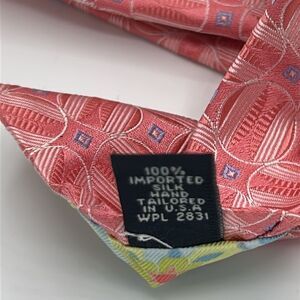 100%
IMPORTED
SILK
HAND
TAILORED
IN U.S.A
WPL 2831